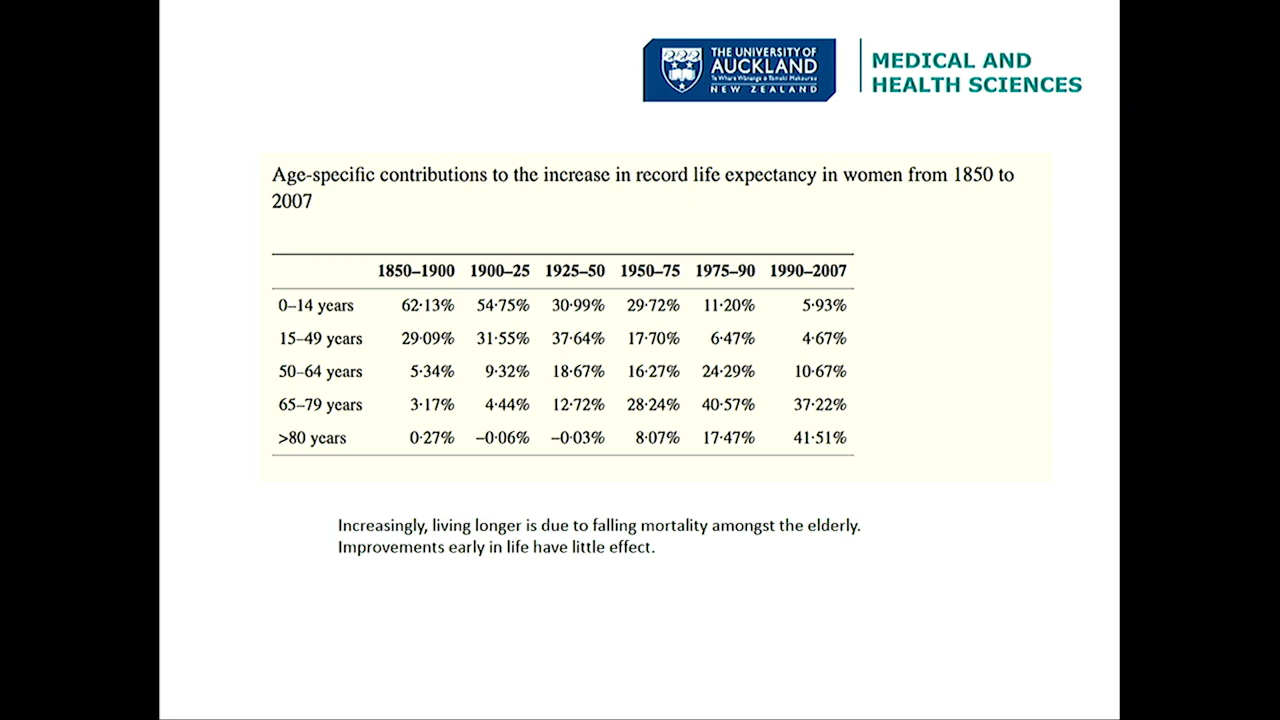 THE UNIVERSITY OF
AUCKLAND
Te Whare Wānanga o Tāmaki Makaurau
NEW ZEALAND
MEDICAL AND
HEALTH SCIENCES
Age-specific contributions to the increase in record life expectancy in women from 1850 to
2007
1850–1900 1900–25 1925–50 1950–75 1975–90 1990–2007
0–14 years 62·13% 54·75% 30·99% 29·72% 11·20% 5·93%
15–49 years 29·09% 31·55% 37·64% 17·70% 6·47% 4·67%
50–64 years 5·34% 9·32% 18·67% 16·27% 24·29% 10·67%
65–79 years 3·17% 4·44% 12·72% 28·24% 40·57% 37·22%
>80 years 0·27% –0·06% –0·03% 8·07% 17·47% 41·51%
Increasingly, living longer is due to falling mortality amongst the elderly.
Improvements early in life have little effect.